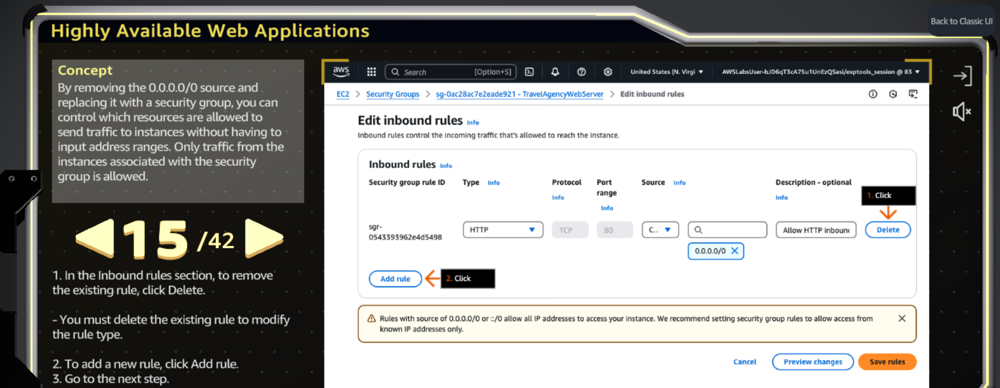 Back to Classic UI
Highly Available Web Applications
Concept
By removing the 0.0.0.0/0 source and
replacing it with a security group, you can
control which resources are allowed to
send traffic to instances without having to
input address ranges. Only traffic from the
instances associated with the security
group is allowed.
15 /42
1. In the Inbound rules section, to remove
the existing rule, click Delete.
- You must delete the existing rule to modify
the rule type.
2. To add a new rule, click Add rule.
3. Go to the next step.
aws Search [Option+S] United States (N. Virgi AWSLabsUser-bJD6qT3cA75u1UnEzQSasi/exptools_session @ 83
EC2 > Security Groups > sg-0ac28ac7e2eade921 - TravelAgencyWebServer > Edit inbound rules
Edit inbound rules Info
Inbound rules control the incoming traffic that's allowed to reach the instance.
Inbound rules Info
Security group rule ID Type Info Protocol Info Port range Info Source Info Description - optional Info
1. Click
sgr-
0543393962e4d5498
HTTP TCP 80 C.. Allow HTTP inboun Delete
0.0.0.0/0
Add rule 2. Click
Rules with source of 0.0.0.0/0 or ::/0 allow all IP addresses to access your instance. We recommend setting security group rules to allow access from
known IP addresses only.
Cancel Preview changes Save rules